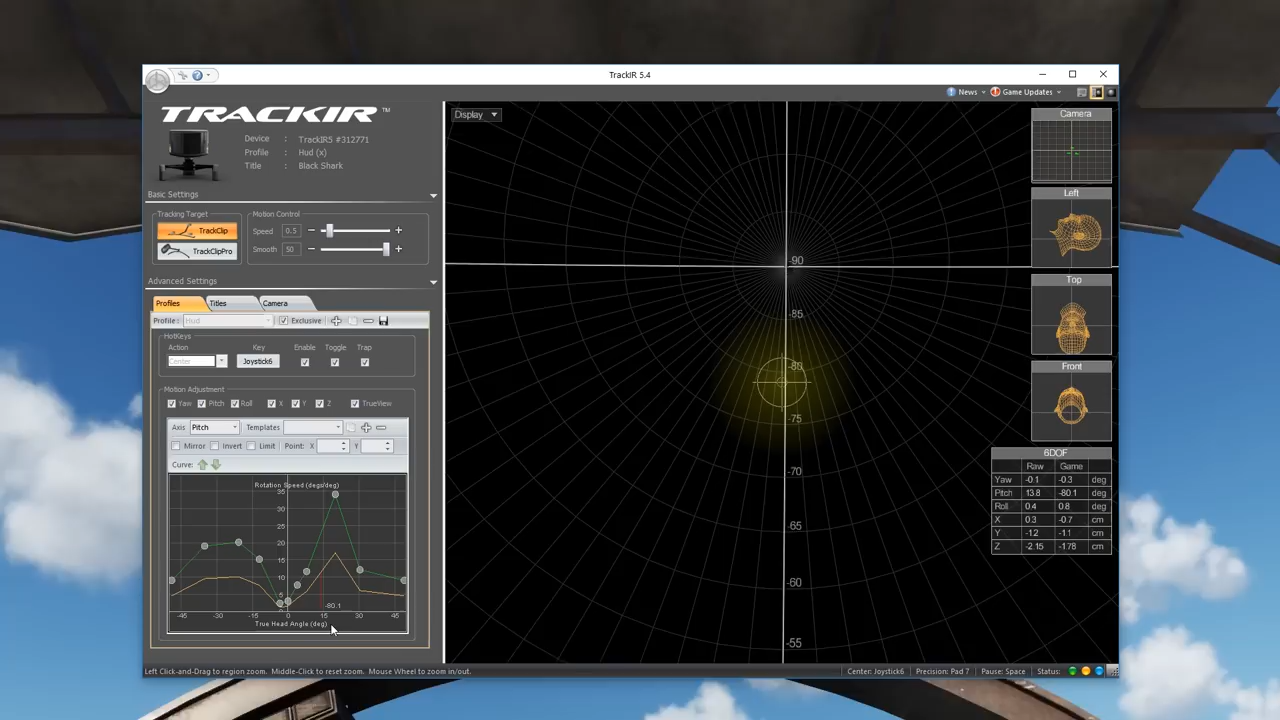 TrackIR 5.4
News
Game Updates
TRACKIR™
Device : TrackIR5 #312771
Profile : Hud (x)
Title : Black Shark
Basic Settings
Tracking Target
TrackClip
TrackClipPro
Motion Control
Speed 0.5
Smooth 50
Advanced Settings
Profiles Titles Camera
Profile : Hud Exclusive
HotKeys
Action Key Enable Toggle Trap
Center Joystick6
Motion Adjustment
Yaw Pitch Roll X Y Z TrueView
Axis Pitch Templates
Mirror Invert Limit Point: X Y
Curve:
Rotation Speed (degs/deg)
35
30
25
20
15
10
5
-80.1
-45 -30 -15 0 15 30 45
True Head Angle (deg)
Display
-90
-85
-80
-75
-70
-65
-60
-55
Camera
Left
Top
Front
6DOF
Raw Game
Yaw -0.1 -0.3 deg
Pitch 13.8 -80.1 deg
Roll 0.4 0.8 deg
X 0.3 -0.7 cm
Y -1.2 -1.1 cm
Z -2.15 -178 cm
Left Click-and-Drag to region zoom. Middle-Click to reset zoom. Mouse Wheel to zoom in/out.
Center: Joystick6 Precision: Pad 7 Pause: Space Status: